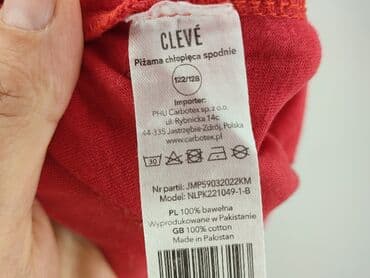 CLEVÉ
Piżama chłopięca spodnie
122/128
Importer:
PHU Carbotex sp. z o.o.
ul. Rybnicka 14c
44-335 Jastrzębie-Zdrój, Polska
www.carbotex.pl
30
Nr partii: JMP59032022KM
Model: NLPK221049-1-B
PL 100% bawełna
Wyprodukowane w Pakistanie
GB 100% cotton
Made in Pakistan